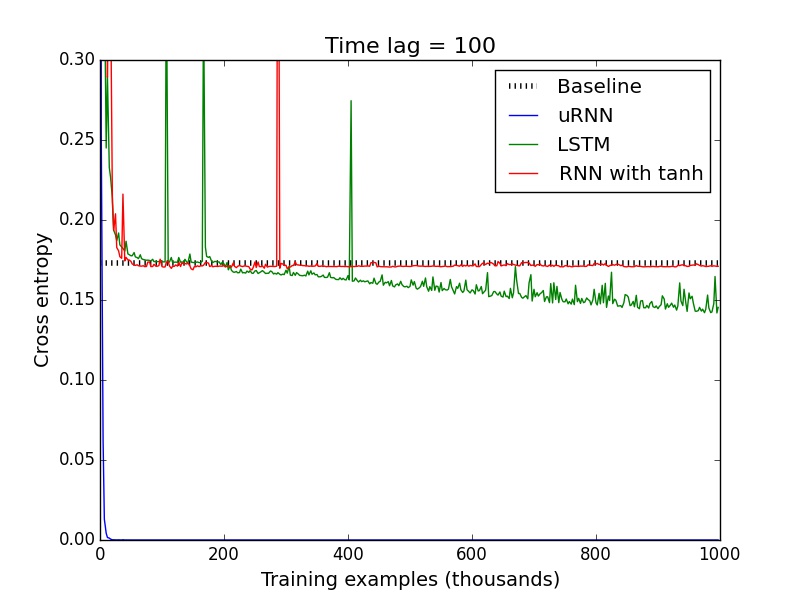 Time lag = 100
0.30
0.25
0.20
0.15
0.10
0.05
0.00
Cross entropy
Baseline
uRNN
LSTM
RNN with tanh
0 200 400 600 800 1000
Training examples (thousands)